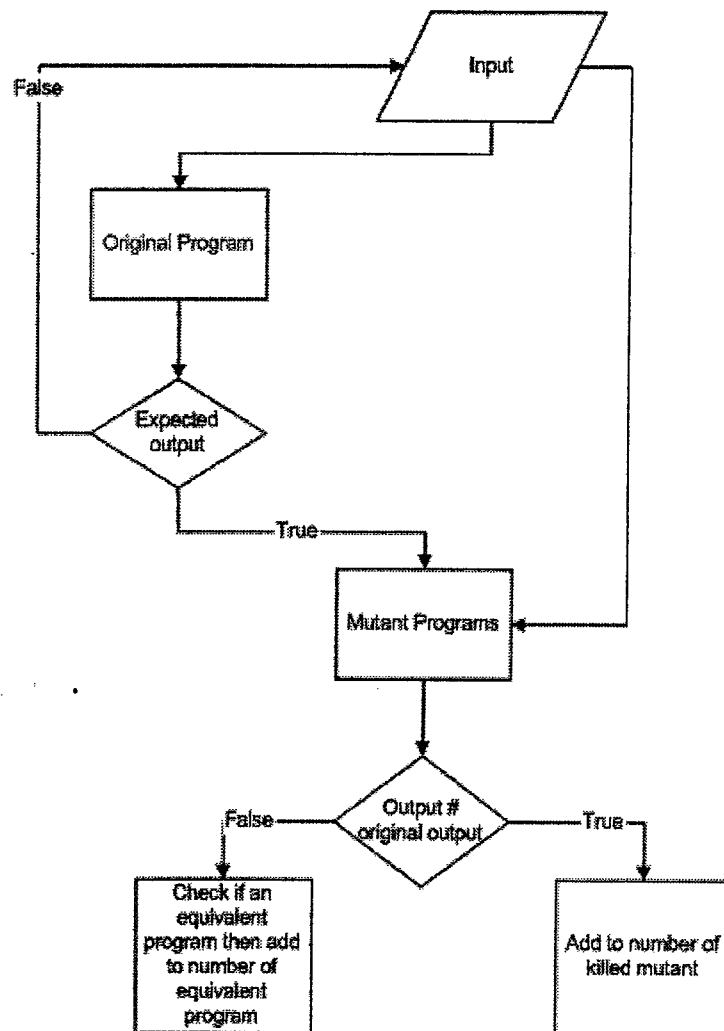 Input
False
Original Program
Expected
output
True
Mutant Programs
Output #
original output
False
True
Check if an
equivalent
program then add
to number of
equivalent
program
Add to number of
killed mutant